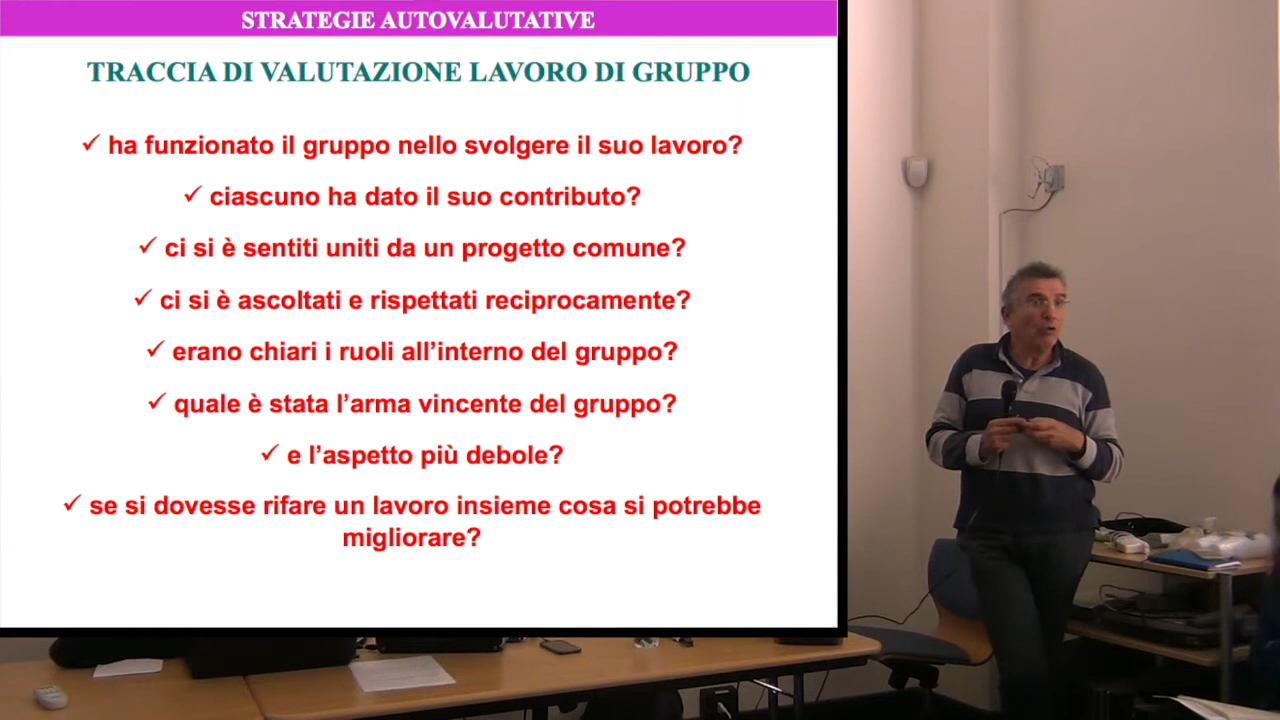 STRATEGIE AUTOVALUTATIVE
TRACCIA DI VALUTAZIONE LAVORO DI GRUPPO
✓ ha funzionato il gruppo nello svolgere il suo lavoro?
✓ ciascuno ha dato il suo contributo?
✓ ci si è sentiti uniti da un progetto comune?
✓ ci si è ascoltati e rispettati reciprocamente?
✓ erano chiari i ruoli all’interno del gruppo?
✓ quale è stata l’arma vincente del gruppo?
✓ e l’aspetto più debole?
✓ se si dovesse rifare un lavoro insieme cosa si potrebbe
migliorare?